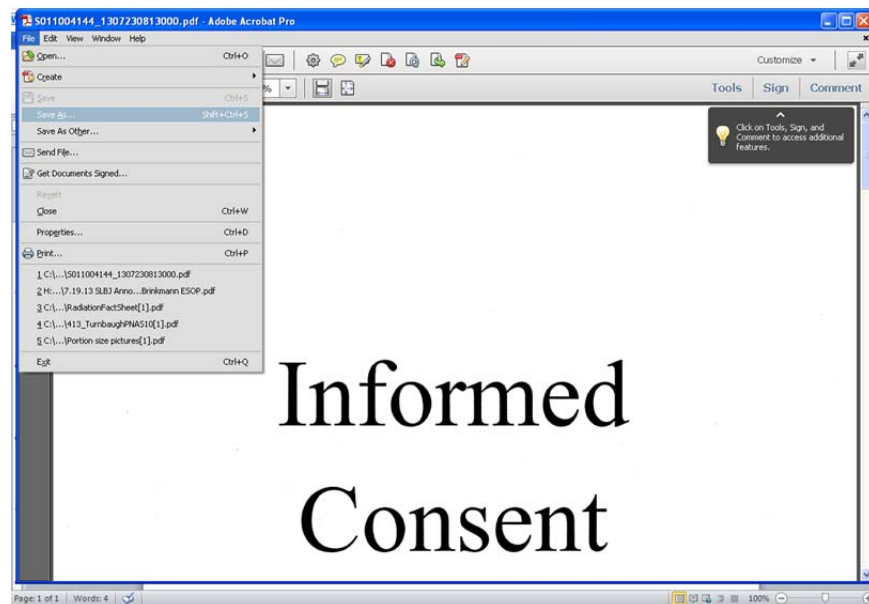 S011004144_1307230813000.pdf - Adobe Acrobat Pro
File Edit View Window Help
Open... Ctrl+O
Create
Save Ctrl+S
Save As... Shift+Ctrl+S
Save As Other...
Send File...
Get Documents Signed...
Revert
Close Ctrl+W
Properties... Ctrl+D
Print... Ctrl+P
1 C:\...\S011004144_1307230813000.pdf
2 H:...\7.19.13 SLBJ Anno...Brinkmann ESOP.pdf
3 C:\...\RadiationFactSheet[1].pdf
4 C:\...\413_TurnbaughPNAS10[1].pdf
5 C:\...\Portion size pictures[1].pdf
Exit Ctrl+Q
Customize
%
Tools Sign Comment
Click on Tools, Sign, and
Comment to access additional
features.
Informed
Consent
Page: 1 of 1 Words: 4 100%